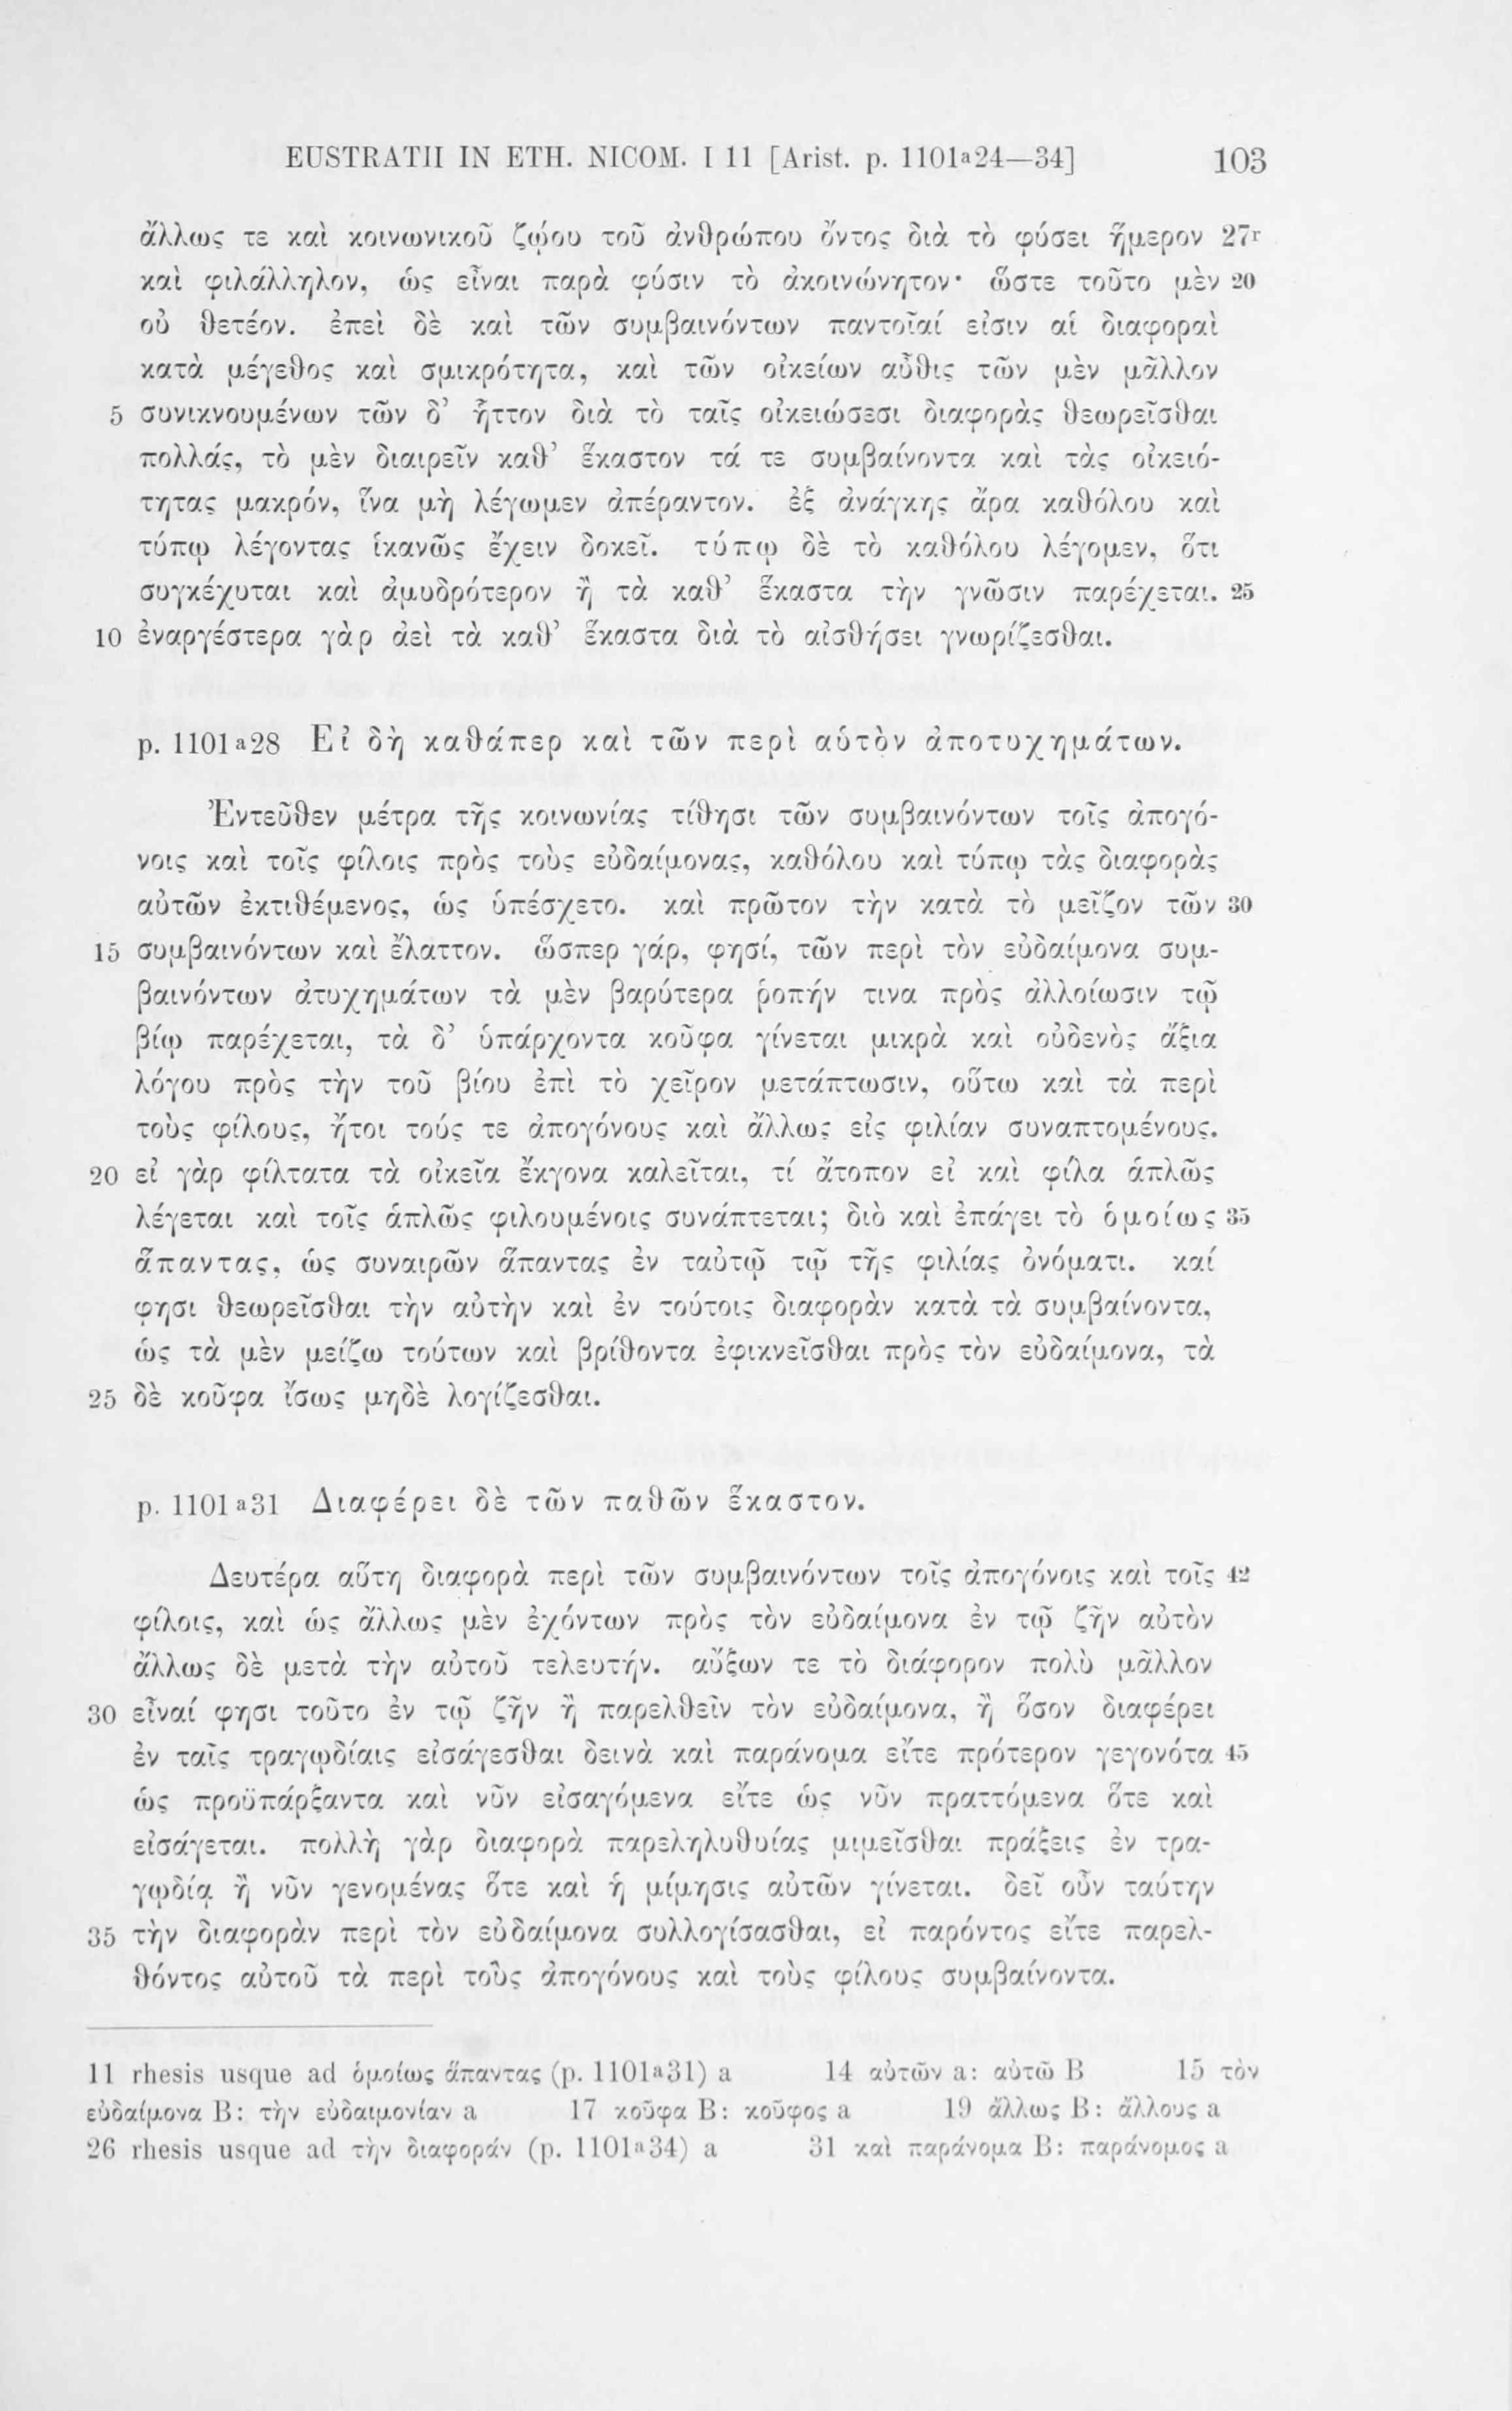 EUSTRATII IN ETH. NICOM. I 11 [Arist. p. 1101ᵃ24—34] 103
ἄλλως τε καὶ κοινωνικοῦ ζῴου τοῦ ἀνθρώπου ὄντος διὰ τὸ φύσει ἥμερον 27ʳ
καὶ φιλάλληλον, ὡς εἶναι παρὰ φύσιν τὸ ἀκοινώνητον· ὥστε τοῦτο μὲν 20
οὐ θετέον. ἐπεὶ δὲ καὶ τῶν συμβαινόντων παντοῖαί εἰσιν αἱ διαφοραὶ
κατὰ μέγεθος καὶ σμικρότητα, καὶ τῶν οἰκείων αὖθις τῶν μὲν μᾶλλον
5 συνικνουμένων τῶν δ’ ἧττον διὰ τὸ ταῖς οἰκειώσεσι διαφορὰς θεωρεῖσθαι
πολλάς, τὸ μὲν διαιρεῖν καθ’ ἕκαστον τά τε συμβαίνοντα καὶ τὰς οἰκειό-
τητας μακρόν, ἵνα μὴ λέγωμεν ἀπέραντον. ἐξ ἀνάγκης ἄρα καθόλου καὶ
τύπῳ λέγοντας ἱκανῶς ἔχειν δοκεῖ. τύπῳ δὲ τὸ καθόλου λέγομεν, ὅτι
συγκέχυται καὶ ἀμυδρότερον ἢ τὰ καθ’ ἕκαστα τὴν γνῶσιν παρέχεται. 25
10 ἐναργέστερα γὰρ ἀεὶ τὰ καθ’ ἕκαστα διὰ τὸ αἰσθήσει γνωρίζεσθαι.
p. 1101ᵃ28 Εἰ δὴ καθάπερ καὶ τῶν περὶ αὑτὸν ἀποτυχημάτων.
Ἐντεῦθεν μέτρα τῆς κοινωνίας τίθησι τῶν συμβαινόντων τοῖς ἀπογό-
νοις καὶ τοῖς φίλοις πρὸς τοὺς εὐδαίμονας, καθόλου καὶ τύπῳ τὰς διαφορὰς
αὐτῶν ἐκτιθέμενος, ὡς ὑπέσχετο. καὶ πρῶτον τὴν κατὰ τὸ μεῖζον τῶν 30
15 συμβαινόντων καὶ ἔλαττον. ὥσπερ γάρ, φησί, τῶν περὶ τὸν εὐδαίμονα συμ-
βαινόντων ἀτυχημάτων τὰ μὲν βαρύτερα ῥοπήν τινα πρὸς ἀλλοίωσιν τῷ
βίῳ παρέχεται, τὰ δ’ ὑπάρχοντα κοῦφα γίνεται μικρὰ καὶ οὐδενὸς ἄξια
λόγου πρὸς τὴν τοῦ βίου ἐπὶ τὸ χεῖρον μετάπτωσιν, οὕτω καὶ τὰ περὶ
τοὺς φίλους, ἤτοι τούς τε ἀπογόνους καὶ ἄλλως εἰς φιλίαν συναπτομένους.
20 εἰ γὰρ φίλτατα τὰ οἰκεῖα ἔκγονα καλεῖται, τί ἄτοπον εἰ καὶ φίλα ἁπλῶς
λέγεται καὶ τοῖς ἁπλῶς φιλουμένοις συνάπτεται; διὸ καὶ ἐπάγει τὸ ὁμοίως 35
ἅπαντας, ὡς συναιρῶν ἅπαντας ἐν ταὐτῷ τῷ τῆς φιλίας ὀνόματι. καί
φησι θεωρεῖσθαι τὴν αὐτὴν καὶ ἐν τούτοις διαφορὰν κατὰ τὰ συμβαίνοντα,
ὡς τὰ μὲν μείζω τούτων καὶ βρίθοντα ἐφικνεῖσθαι πρὸς τὸν εὐδαίμονα, τὰ
25 δὲ κοῦφα ἴσως μηδὲ λογίζεσθαι.
p. 1101ᵃ31 Διαφέρει δὲ τῶν παθῶν ἕκαστον.
Δευτέρα αὕτη διαφορὰ περὶ τῶν συμβαινόντων τοῖς ἀπογόνοις καὶ τοῖς 42
φίλοις, καὶ ὡς ἄλλως μὲν ἐχόντων πρὸς τὸν εὐδαίμονα ἐν τῷ ζῆν αὐτὸν
ἄλλως δὲ μετὰ τὴν αὐτοῦ τελευτήν. αὔξων τε τὸ διάφορον πολὺ μᾶλλον
30 εἶναί φησι τοῦτο ἐν τῷ ζῆν ἢ παρελθεῖν τὸν εὐδαίμονα, ἢ ὅσον διαφέρει
ἐν ταῖς τραγῳδίαις εἰσάγεσθαι δεινὰ καὶ παράνομα εἴτε πρότερον γεγονότα 45
ὡς προϋπάρξαντα καὶ νῦν εἰσαγόμενα εἴτε ὡς νῦν πραττόμενα ὅτε καὶ
εἰσάγεται. πολλὴ γὰρ διαφορὰ παρεληλυθυίας μιμεῖσθαι πράξεις ἐν τρα-
γῳδίᾳ ἢ νῦν γενομένας ὅτε καὶ ἡ μίμησις αὐτῶν γίνεται. δεῖ οὖν ταύτην
35 τὴν διαφορὰν περὶ τὸν εὐδαίμονα συλλογίσασθαι, εἰ παρόντος εἴτε παρελ-
θόντος αὐτοῦ τὰ περὶ τοὺς ἀπογόνους καὶ τοὺς φίλους συμβαίνοντα.
11 rhesis usque ad ὁμοίως ἅπαντας (p. 1101ᵃ31) a 14 αὐτῶν a: αὐτῶ B 15 τὸν
εὐδαίμονα B: τὴν εὐδαιμονίαν a 17 κοῦφα B: κοῦφος a 19 ἄλλως B: ἄλλους a
26 rhesis usque ad τὴν διαφοράν (p. 1101ᵃ34) a 31 καὶ παράνομα B: παράνομος a